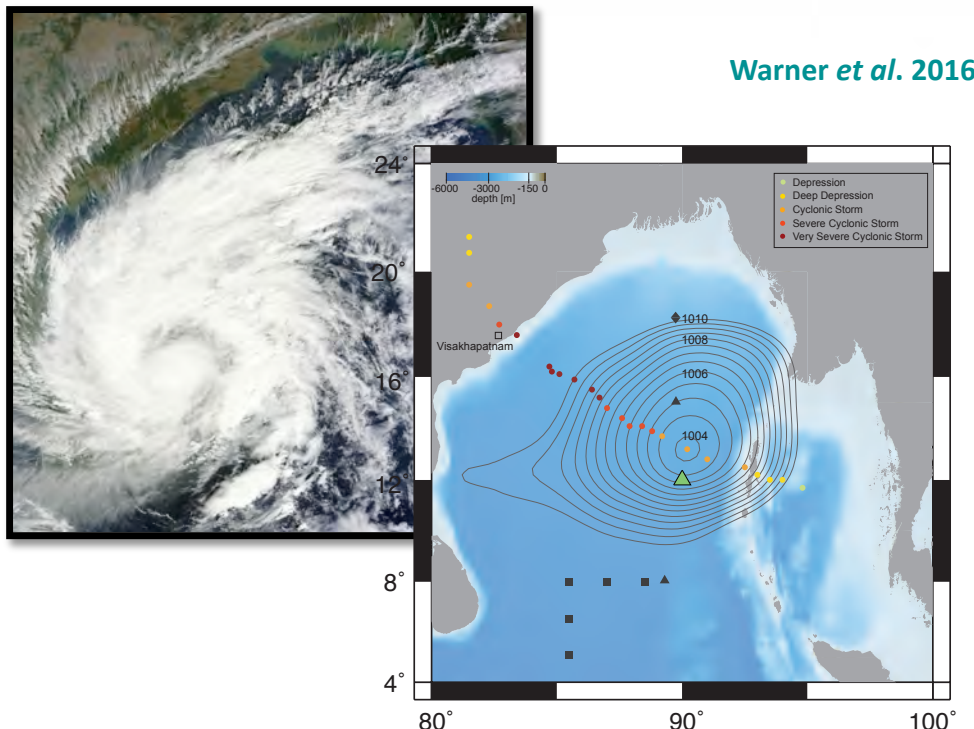 Warner et al. 2016
24°
20°
16°
12°
8°
4°
80°
90°
100°
-6000 -3000 -150 0
depth [m]
Depression
Deep Depression
Cyclonic Storm
Severe Cyclonic Storm
Very Severe Cyclonic Storm
1010
1008
1006
1004
Visakhapatnam